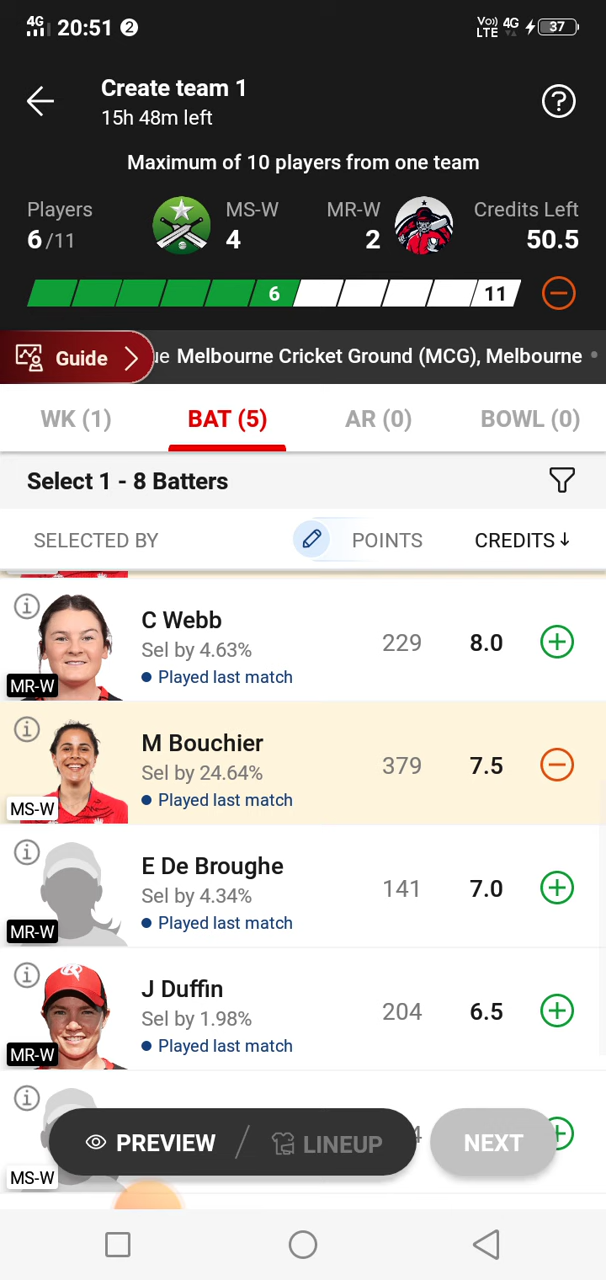 4G 20:51 2 Vo) LTE 4G 37
Create team 1
15h 48m left
?
Maximum of 10 players from one team
Players MS-W MR-W Credits Left
6/11 4 2 50.5
6 11
Guide ue Melbourne Cricket Ground (MCG), Melbourne
WK (1) BAT (5) AR (0) BOWL (0)
Select 1 - 8 Batters
SELECTED BY POINTS CREDITS↓
C Webb
Sel by 4.63% 229 8.0
Played last match
MR-W
M Bouchier
Sel by 24.64% 379 7.5
Played last match
MS-W
E De Broughe
Sel by 4.34% 141 7.0
Played last match
MR-W
J Duffin
Sel by 1.98% 204 6.5
Played last match
MR-W
PREVIEW / LINEUP 4 NEXT
MS-W